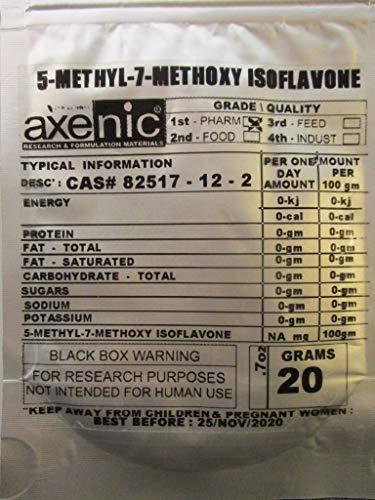 5-METHYL-7-METHOXY ISOFLAVONE
axenic®
RESEARCH & FORMULATION MATERIALS
GRADE \ QUALITY
1st - PHARM 3rd - FEED
2nd - FOOD 4th - INDUST
TYPICAL INFORMATION
DESC': CAS# 82517 - 12 - 2
PER ONE DAY AMOUNT
MOUNT PER 100 gm
ENERGY 0-kj 0-kj
0-cal 0-cal
PROTEIN 0-gm 0-gm
FAT - TOTAL 0-gm 0-gm
FAT - SATURATED 0-gm 0-gm
CARBOHYDRATE - TOTAL 0-gm 0-gm
SUGARS 0-gm 0-gm
SODIUM 0-gm 0-gm
POTASSIUM 0-gm 0-gm
5-METHYL-7-METHOXY ISOFLAVONE NA mg 100gm
BLACK BOX WARNING
FOR RESEARCH PURPOSES
NOT INTENDED FOR HUMAN USE
.7oz
GRAMS
20
"KEEP AWAY FROM CHILDREN & PREGNANT WOMEN"
BEST BEFORE : 25/NOV/2020